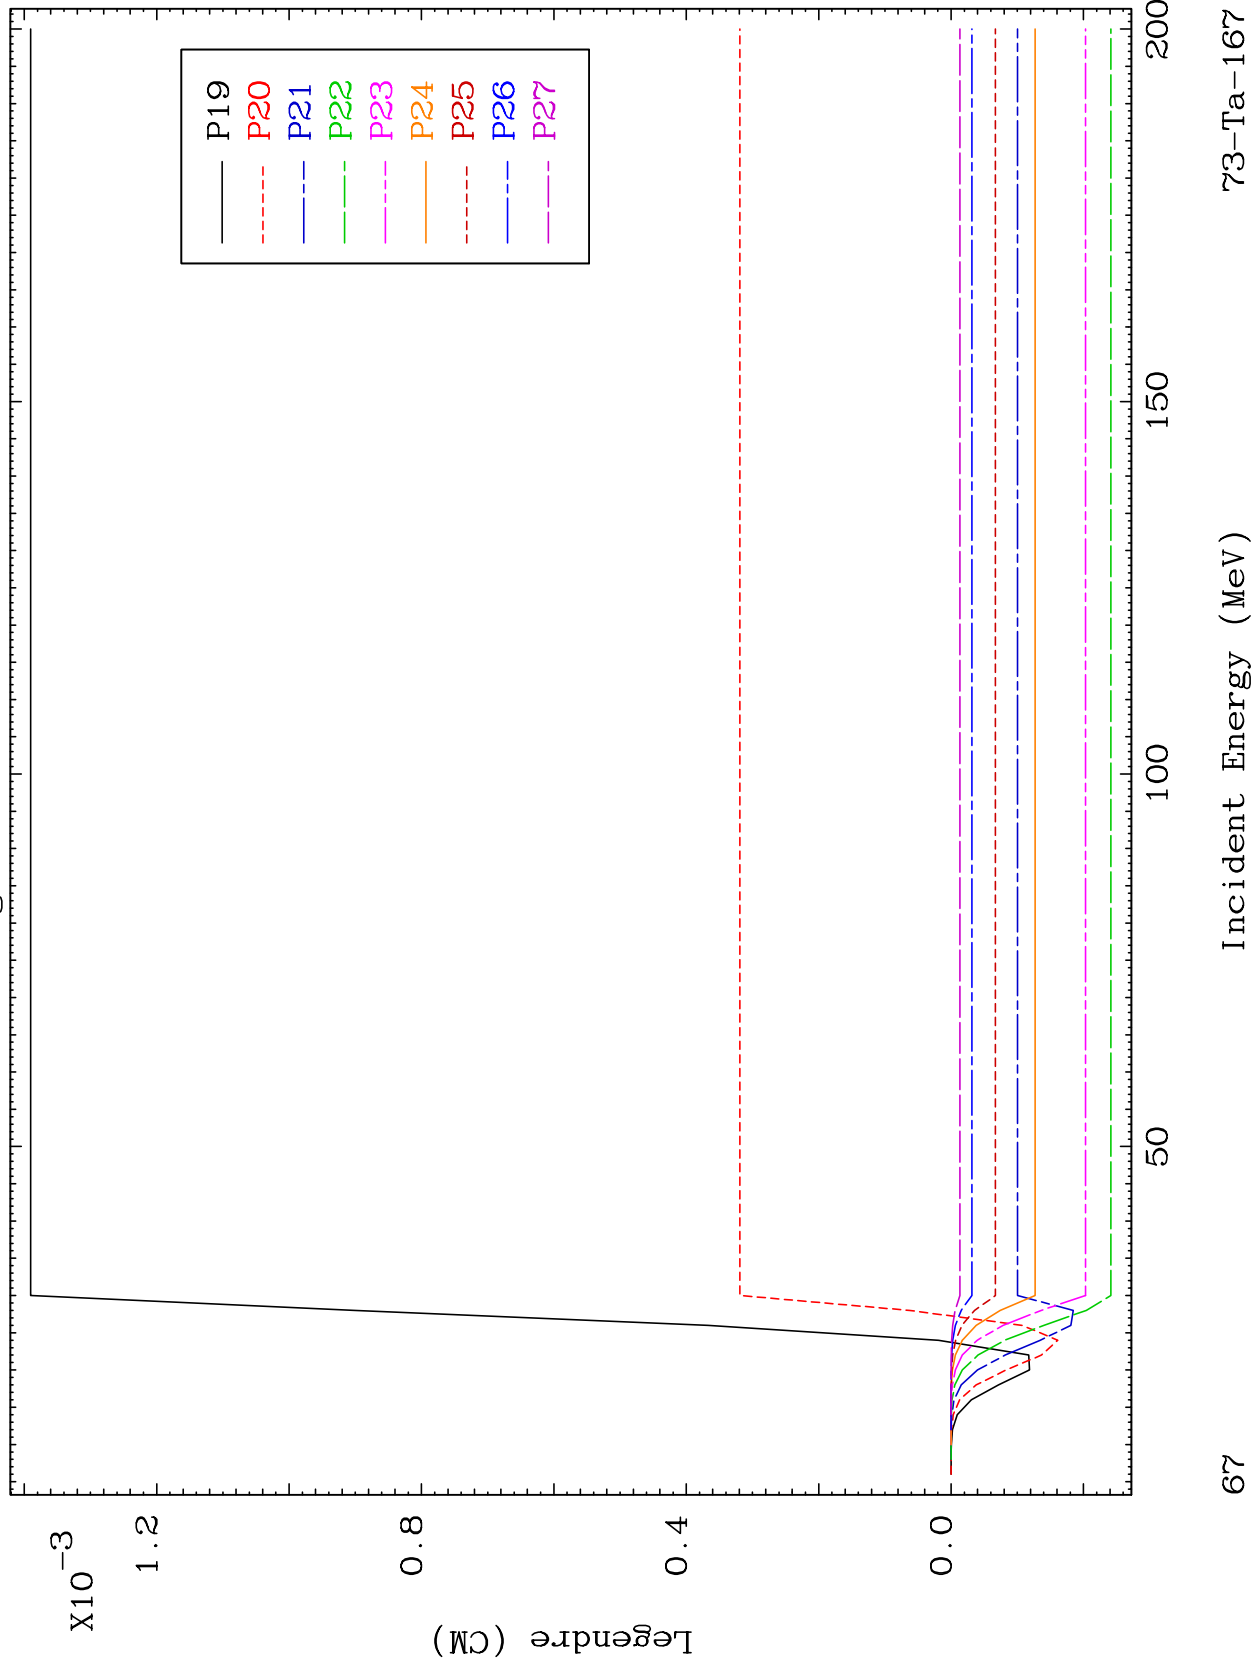 X10-3
1.2
0.8
0.4
0.0
Legendre (CM)
P19
P20
P21
P22
P23
P24
P25
P26
P27
50
100
150
200
Incident Energy (MeV)
67
73-Ta-167